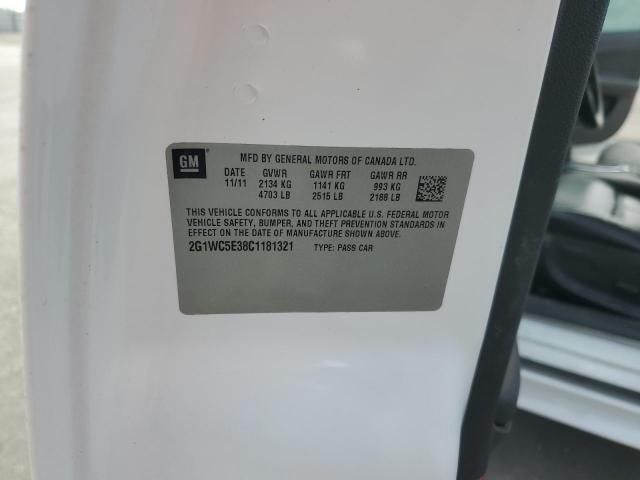 GM
MFD BY GENERAL MOTORS OF CANADA LTD.
DATE GVWR GAWR FRT GAWR RR
11/11 2134 KG 1141 KG 993 KG
4703 LB 2515 LB 2188 LB
THIS VEHICLE CONFORMS TO ALL APPLICABLE U.S. FEDERAL MOTOR
VEHICLE SAFETY, BUMPER, AND THEFT PREVENTION STANDARDS IN
EFFECT ON THE DATE OF MANUFACTURE SHOWN ABOVE.
2G1WC5E38C1181321 TYPE: PASS CAR